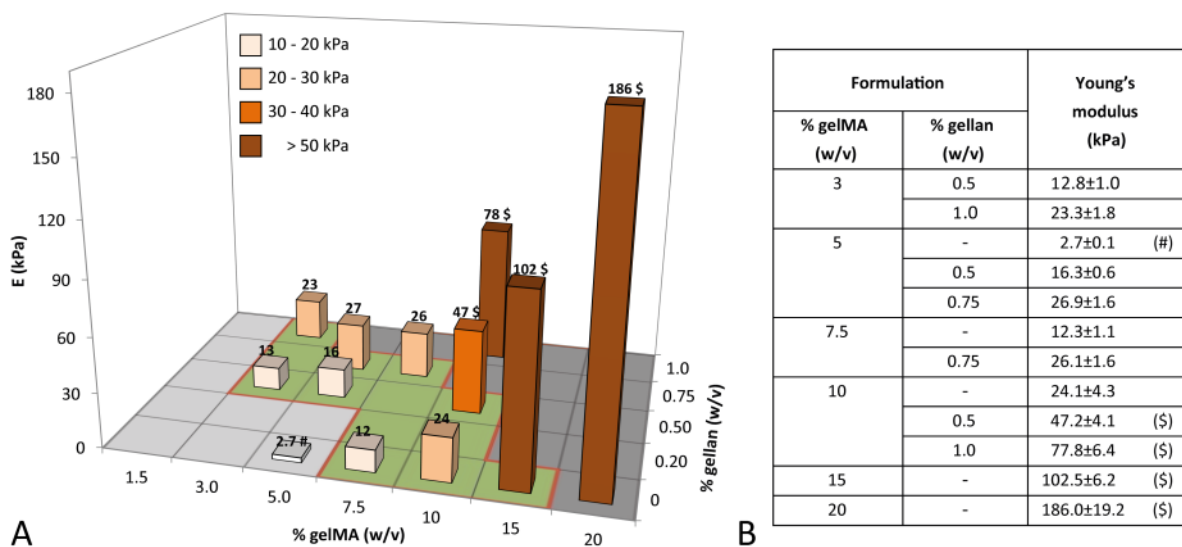 10 - 20 kPa
20 - 30 kPa
30 - 40 kPa
> 50 kPa
E (kPa)
180
150
120
90
60
30
0
186 $
78 $
102 $
23
27
26
47 $
13
16
2.7 #
12
24
1.5
3.0
5.0
7.5
10
15
20
% gelMA (w/v)
1.0
0.75
0.50
0.20
0
% gellan (w/v)
A
Formulation
Young's
modulus
(kPa)
% gelMA
(w/v)
% gellan
(w/v)
3 0.5 12.8±1.0
1.0 23.3±1.8
5 - 2.7±0.1 (#)
0.5 16.3±0.6
0.75 26.9±1.6
7.5 - 12.3±1.1
0.75 26.1±1.6
10 - 24.1±4.3
0.5 47.2±4.1 ($)
1.0 77.8±6.4 ($)
15 - 102.5±6.2 ($)
20 - 186.0±19.2 ($)
B